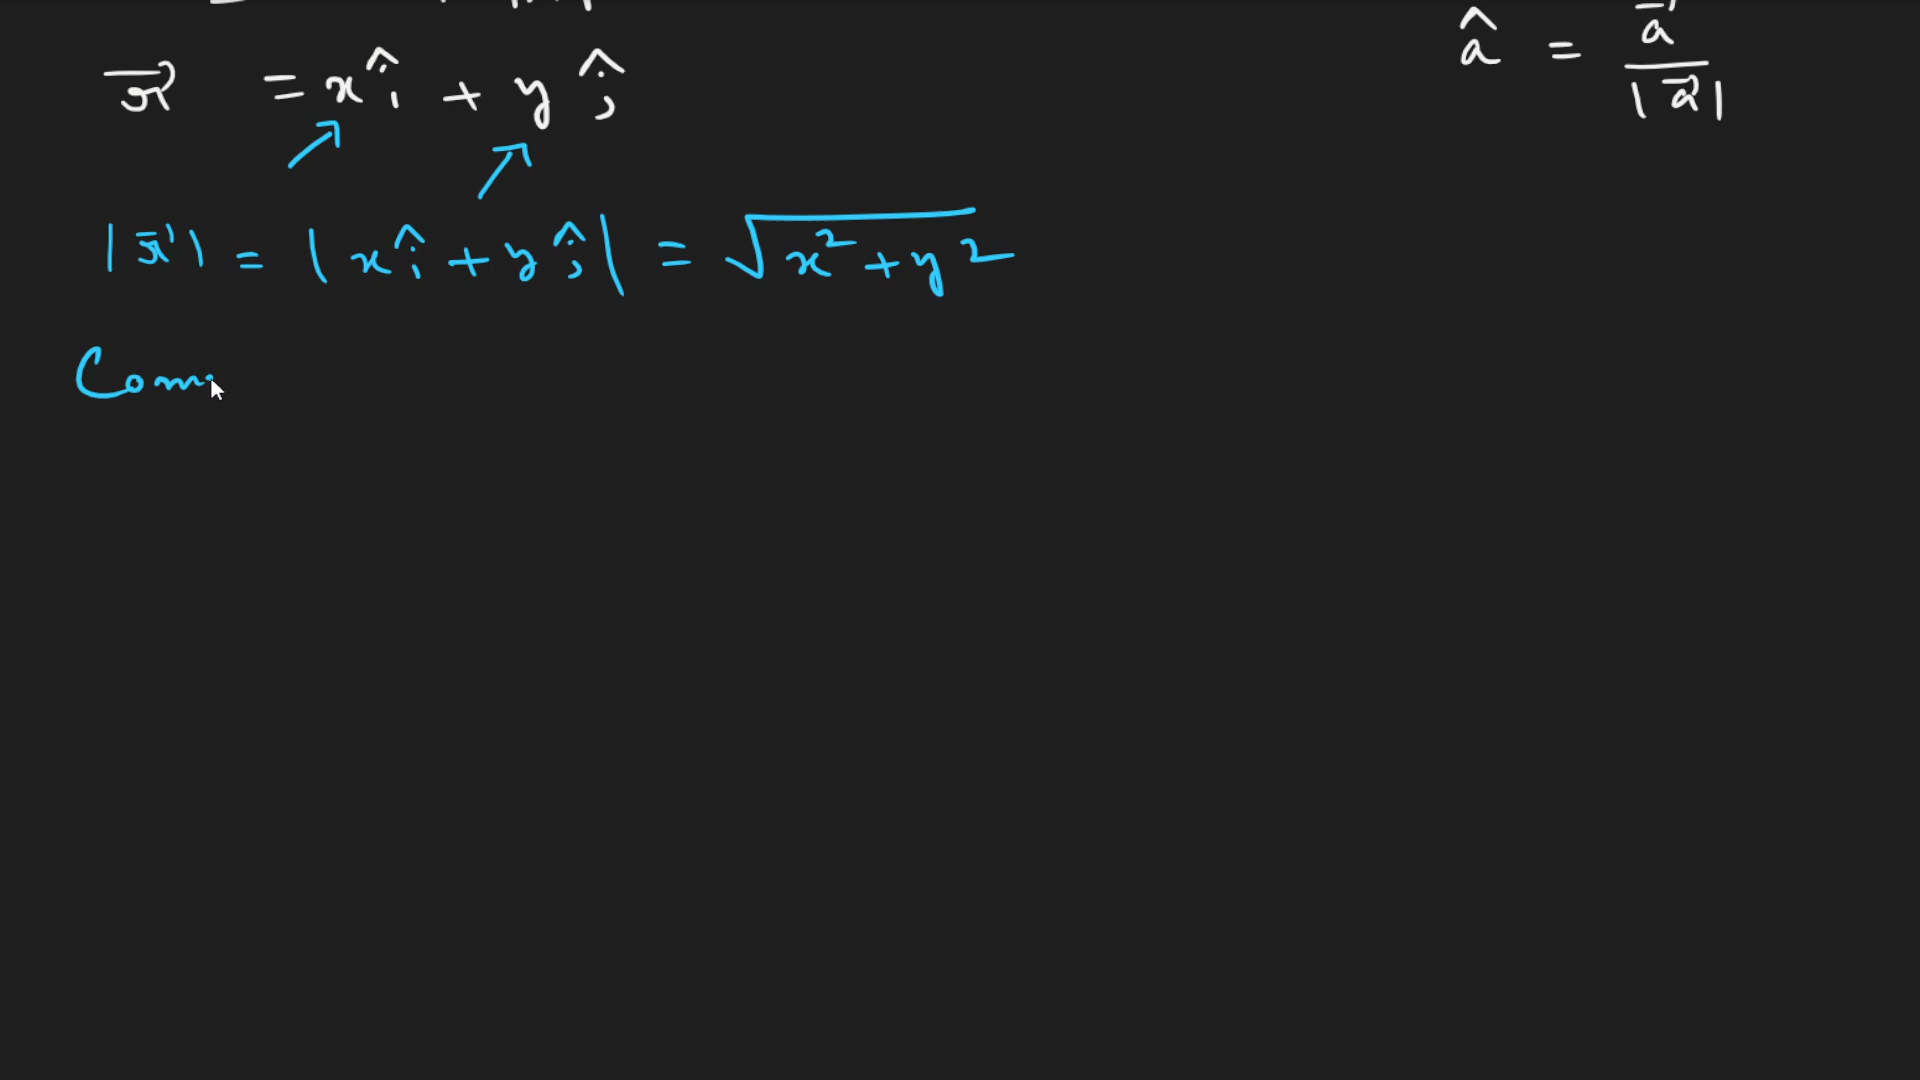 r⃗ = xî + yĵ
â = a⃗ / |a⃗|
|r⃗| = |xî + yĵ| = √(x² + y²)
Com